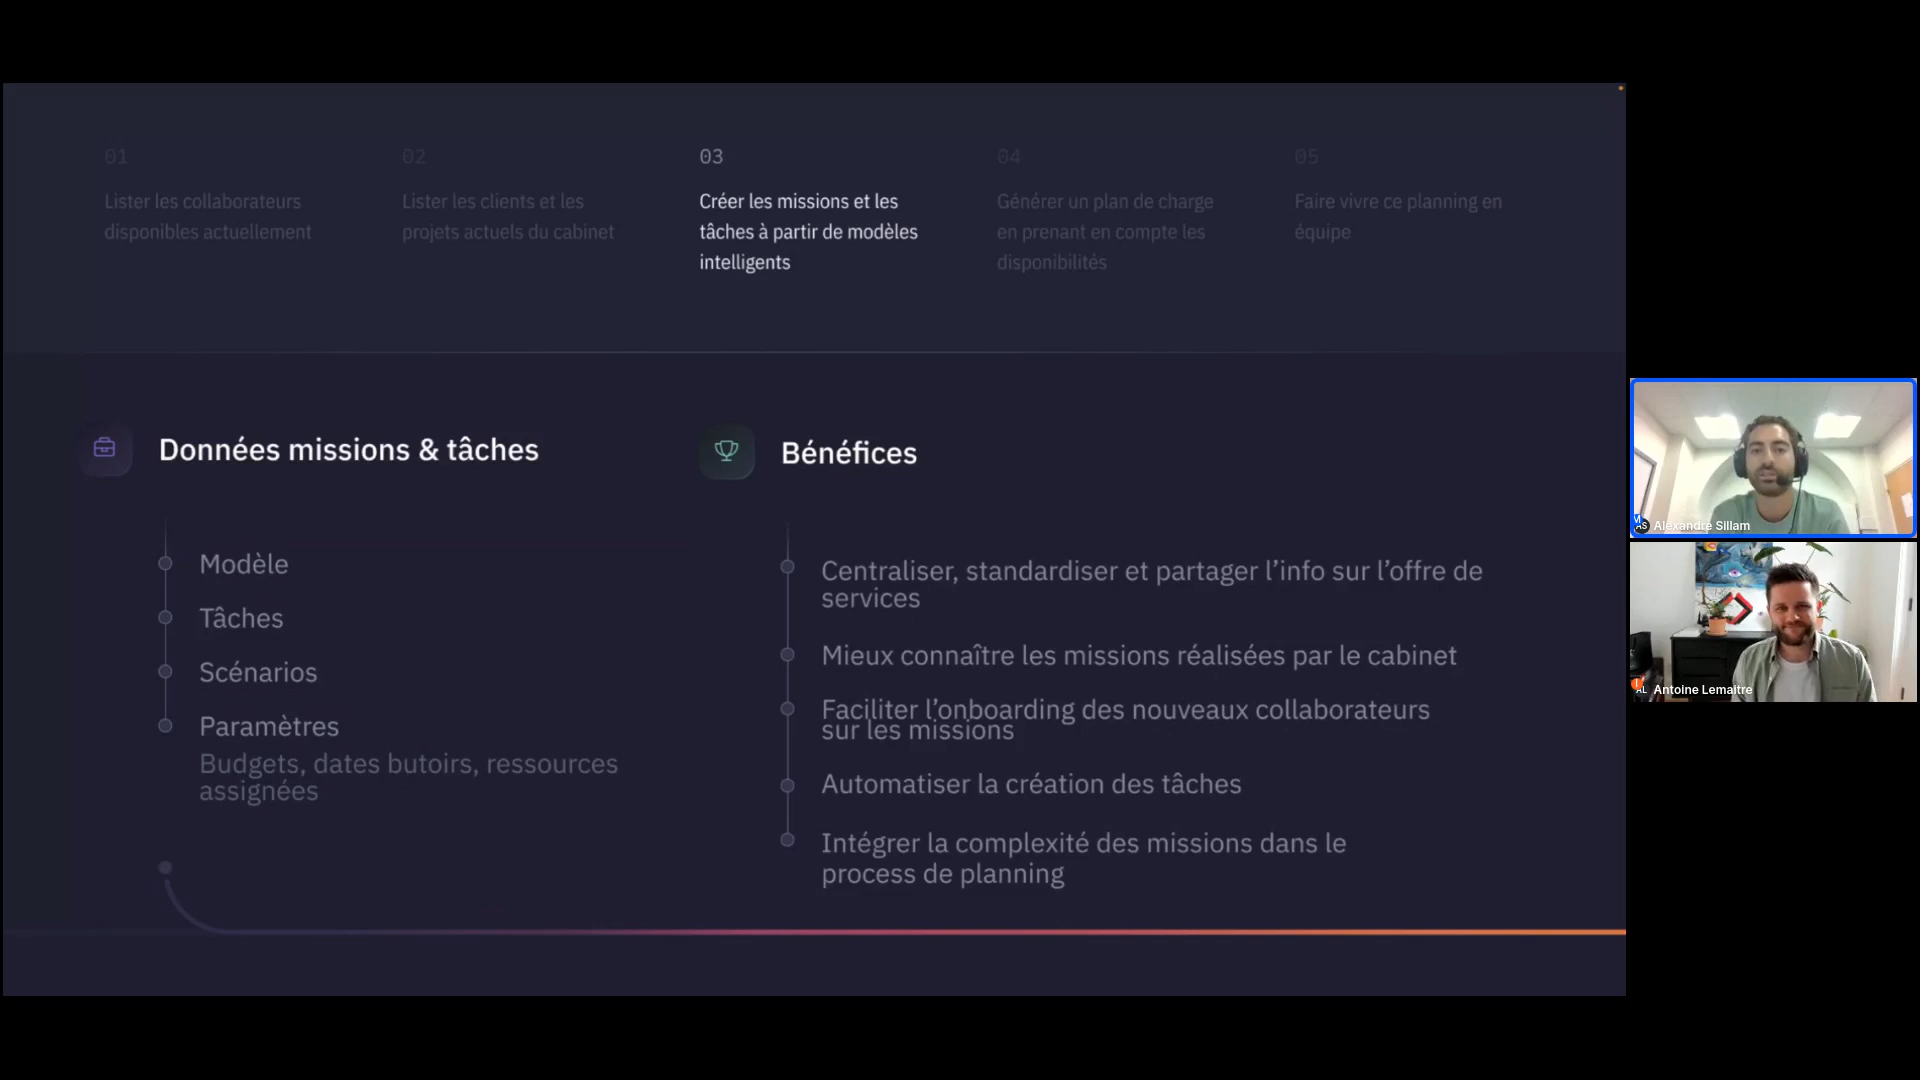 01
Lister les collaborateurs
disponibles actuellement
02
Lister les clients et les
projets actuels du cabinet
03
Créer les missions et les
tâches à partir de modèles
intelligents
04
Générer un plan de charge
en prenant en compte les
disponibilités
05
Faire vivre ce planning en
équipe
Données missions & tâches
Modèle
Tâches
Scénarios
Paramètres
Budgets, dates butoirs, ressources
assignées
Bénéfices
Centraliser, standardiser et partager l’info sur l’offre de
services
Mieux connaître les missions réalisées par le cabinet
Faciliter l’onboarding des nouveaux collaborateurs
sur les missions
Automatiser la création des tâches
Intégrer la complexité des missions dans le
process de planning
AS Alexandre Sillam
AL Antoine Lemaitre